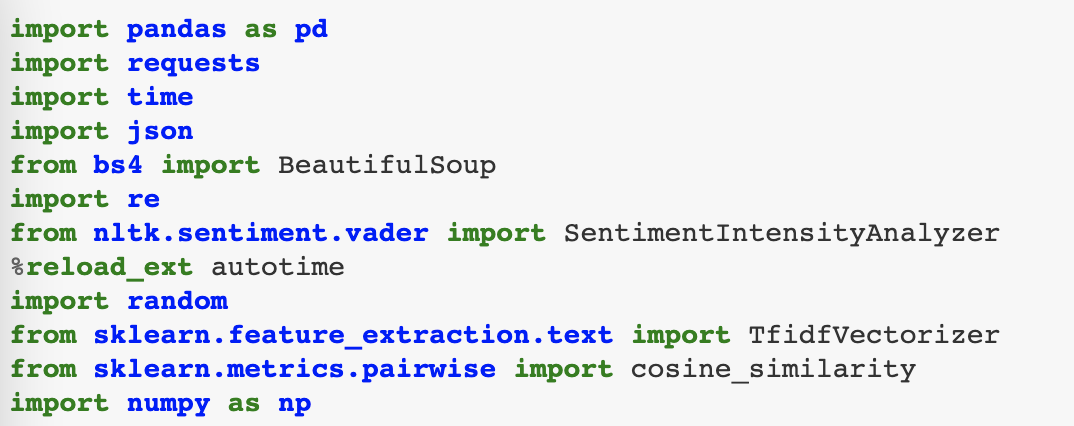 import pandas as pd
import requests
import time
import json
from bs4 import BeautifulSoup
import re
from nltk.sentiment.vader import SentimentIntensityAnalyzer
%reload_ext autotime
import random
from sklearn.feature_extraction.text import TfidfVectorizer
from sklearn.metrics.pairwise import cosine_similarity
import numpy as np